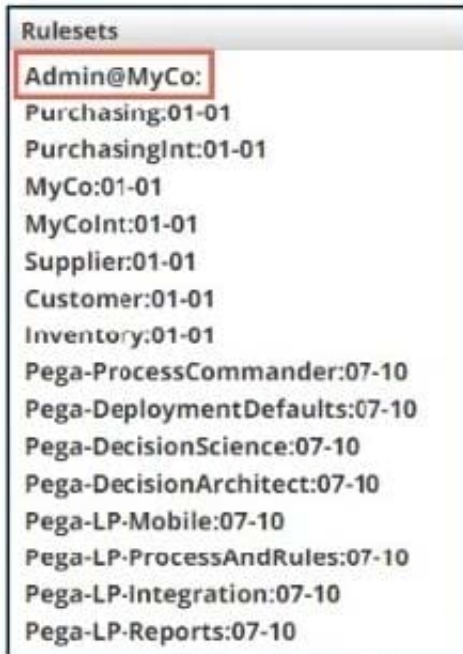 Rulesets
Admin@MyCo:
Purchasing:01-01
PurchasingInt:01-01
MyCo:01-01
MyCoInt:01-01
Supplier:01-01
Customer:01-01
Inventory:01-01
Pega-ProcessCommander:07-10
Pega-DeploymentDefaults:07-10
Pega-DecisionScience:07-10
Pega-DecisionArchitect:07-10
Pega-LP-Mobile:07-10
Pega-LP-ProcessAndRules:07-10
Pega-LP-Integration:07-10
Pega-LP-Reports:07-10